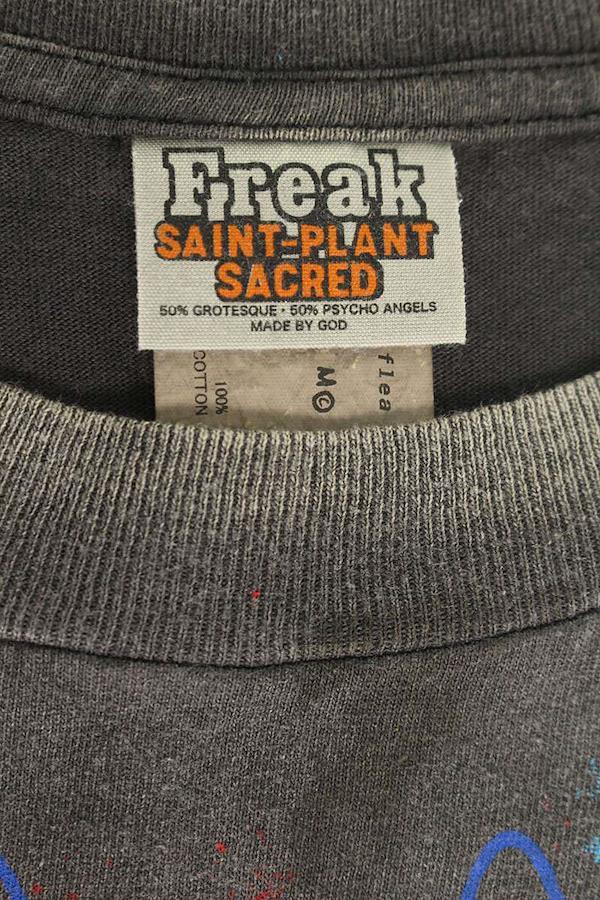 Freak
SAINT-PLANT
SACRED
50% GROTESQUE · 50% PSYCHO ANGELS
MADE BY GOD
100%
COTTON
M©
flea